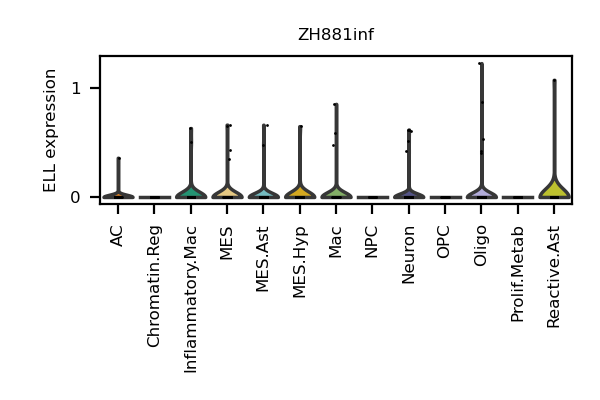 ZH881inf
ELL expression
1
0
AC
Chromatin.Reg
Inflammatory.Mac
MES
MES.Ast
MES.Hyp
Mac
NPC
Neuron
OPC
Oligo
Prolif.Metab
Reactive.Ast